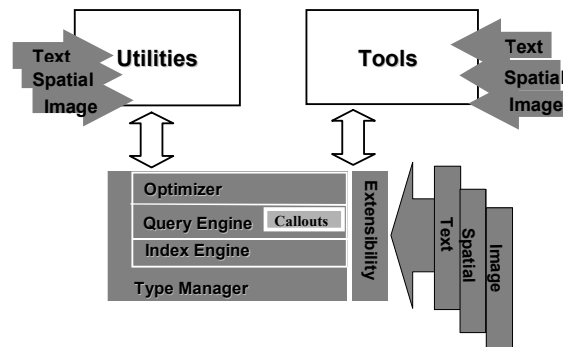 Utilities
Text
Spatial
Image
Tools
Text
Spatial
Image
Optimizer
Query Engine
Callouts
Index Engine
Type Manager
Extensibility
Text
Spatial
Image